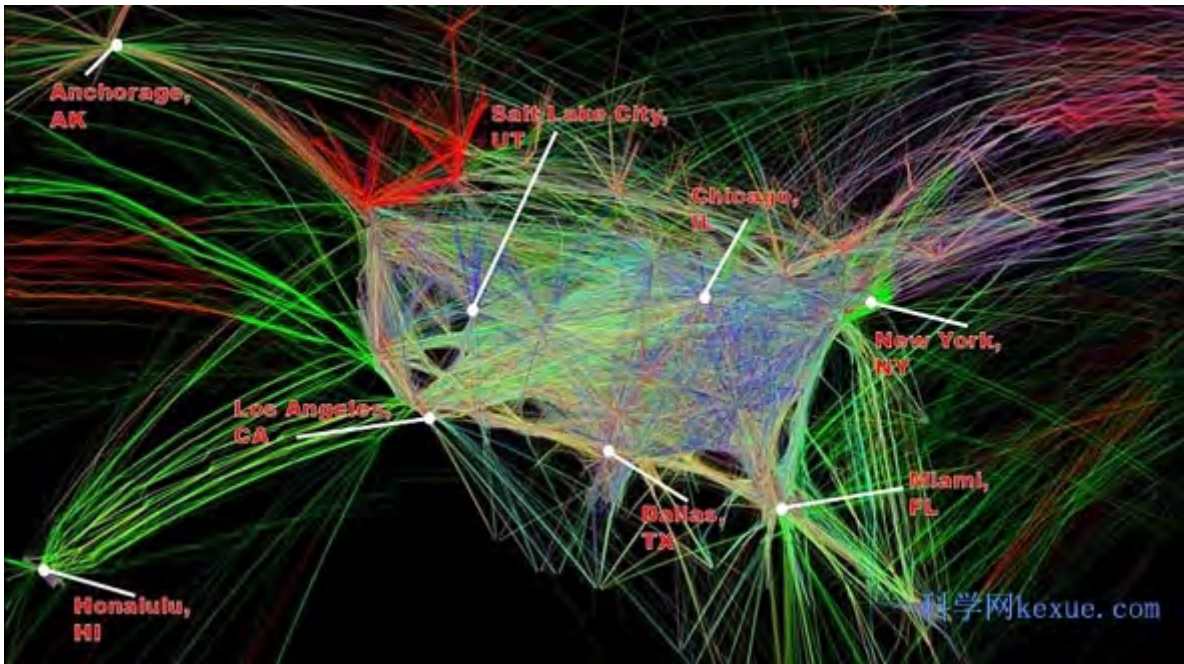 Anchorage,
AK
Salt Lake City,
UT
Chicago,
IL
New York,
NY
Los Angeles,
CA
Miami,
FL
Dallas,
TX
Honalulu,
HI
科学网kexue.com